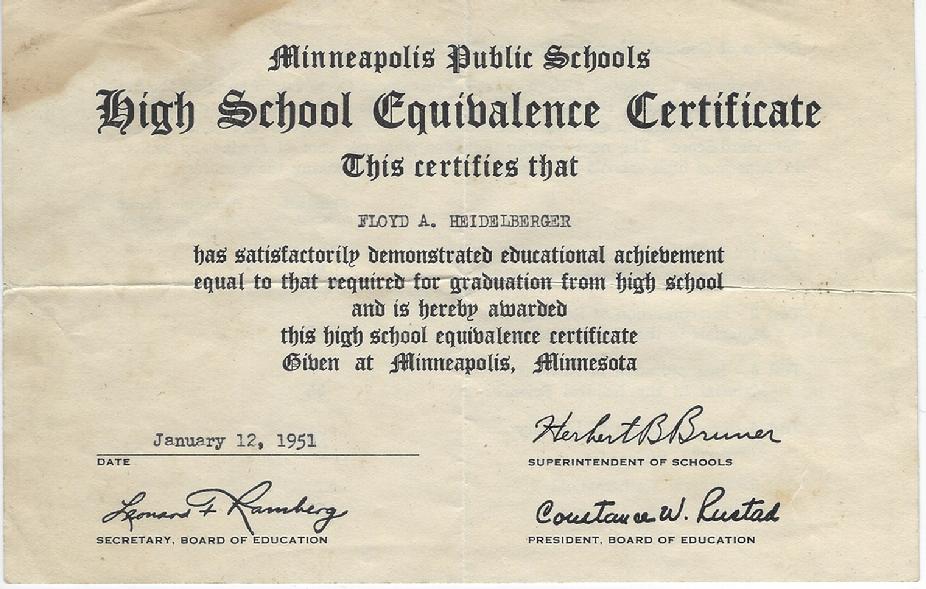 Minneapolis Public Schools
High School Equivalence Certificate
This certifies that
FLOYD A. HEIDELBERGER
has satisfactorily demonstrated educational achievement
equal to that required for graduation from high school
and is hereby awarded
this high school equivalence certificate
Given at Minneapolis, Minnesota
January 12, 1951
DATE
Herbert B Bruner
SUPERINTENDENT OF SCHOOLS
Leonard F Ramberg
SECRETARY, BOARD OF EDUCATION
Constance W. Rustad
PRESIDENT, BOARD OF EDUCATION